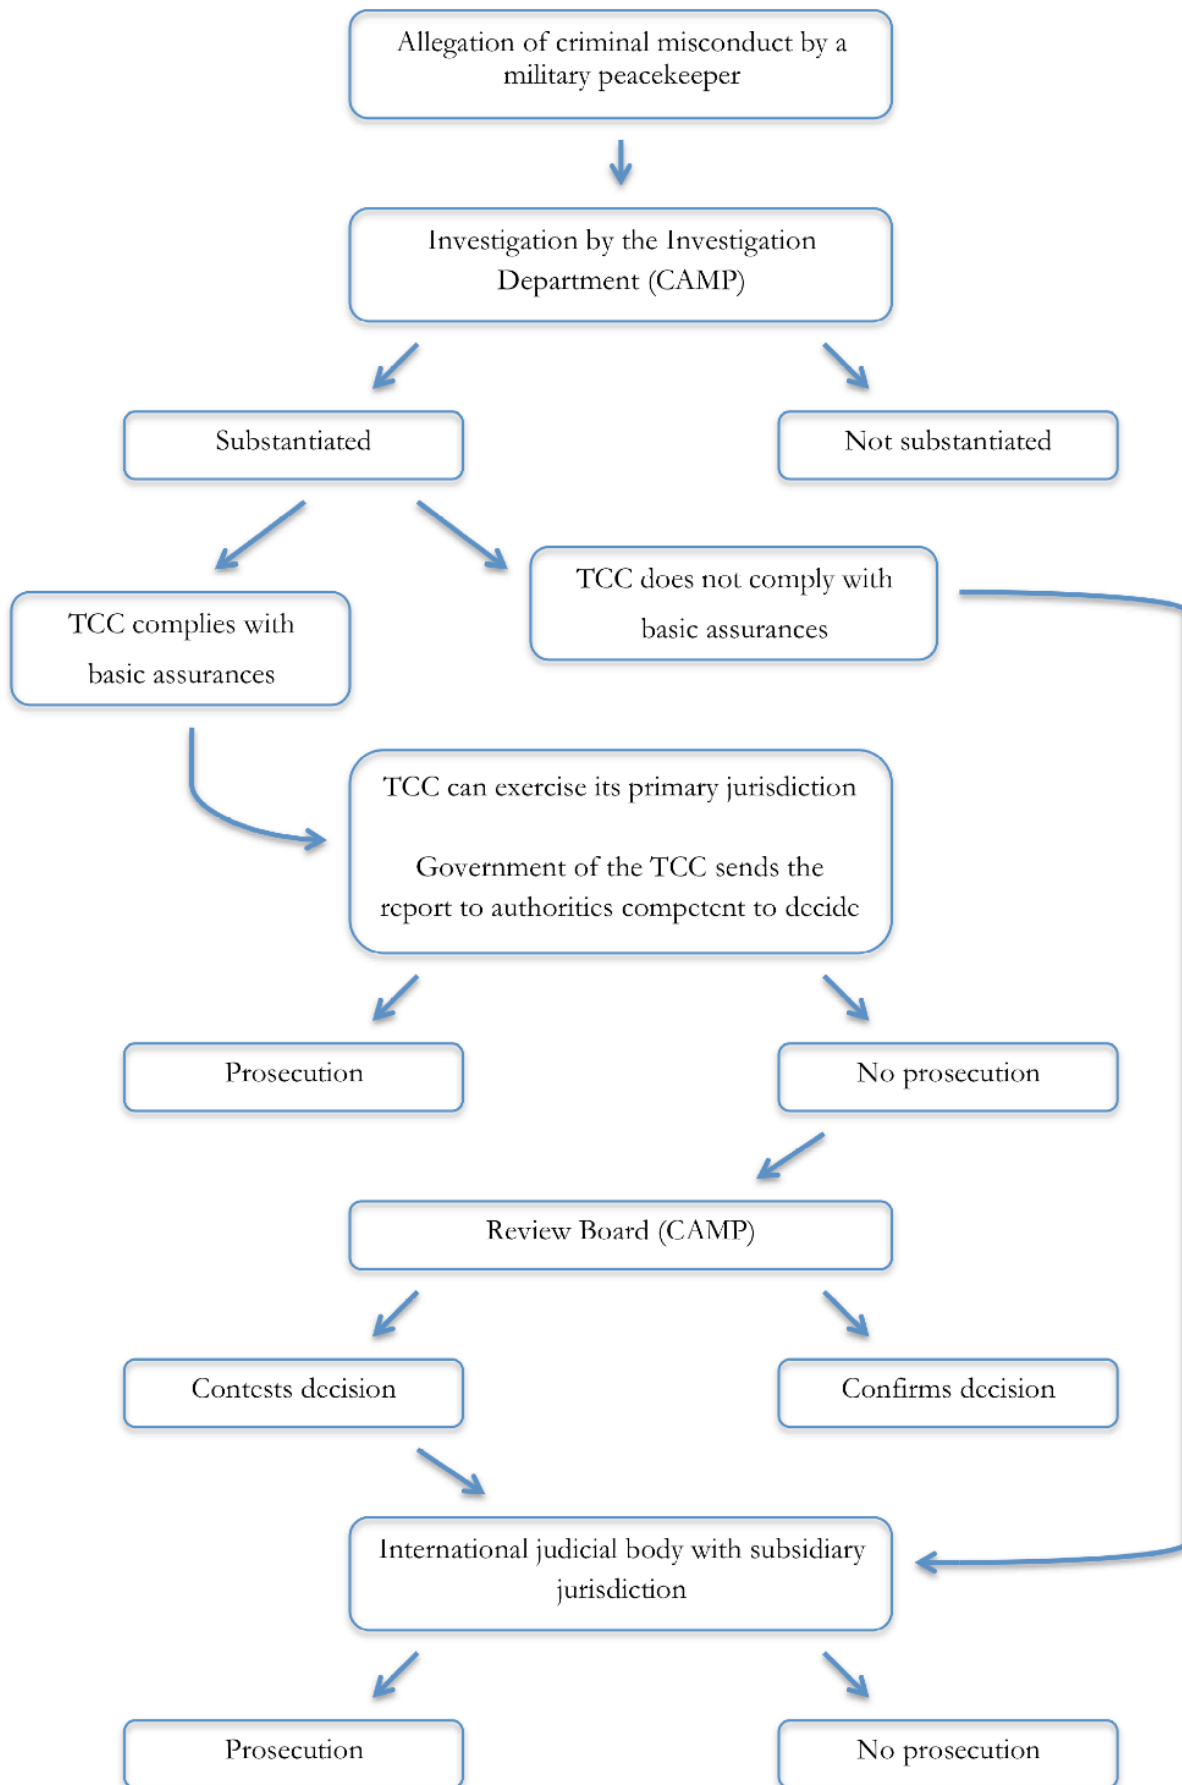 Allegation of criminal misconduct by a
military peacekeeper
Investigation by the Investigation
Department (CAMP)
Substantiated
Not substantiated
TCC does not comply with
basic assurances
TCC complies with
basic assurances
TCC can exercise its primary jurisdiction
Government of the TCC sends the
report to authorities competent to decide
Prosecution
No prosecution
Review Board (CAMP)
Contests decision
Confirms decision
International judicial body with subsidiary
jurisdiction
Prosecution
No prosecution